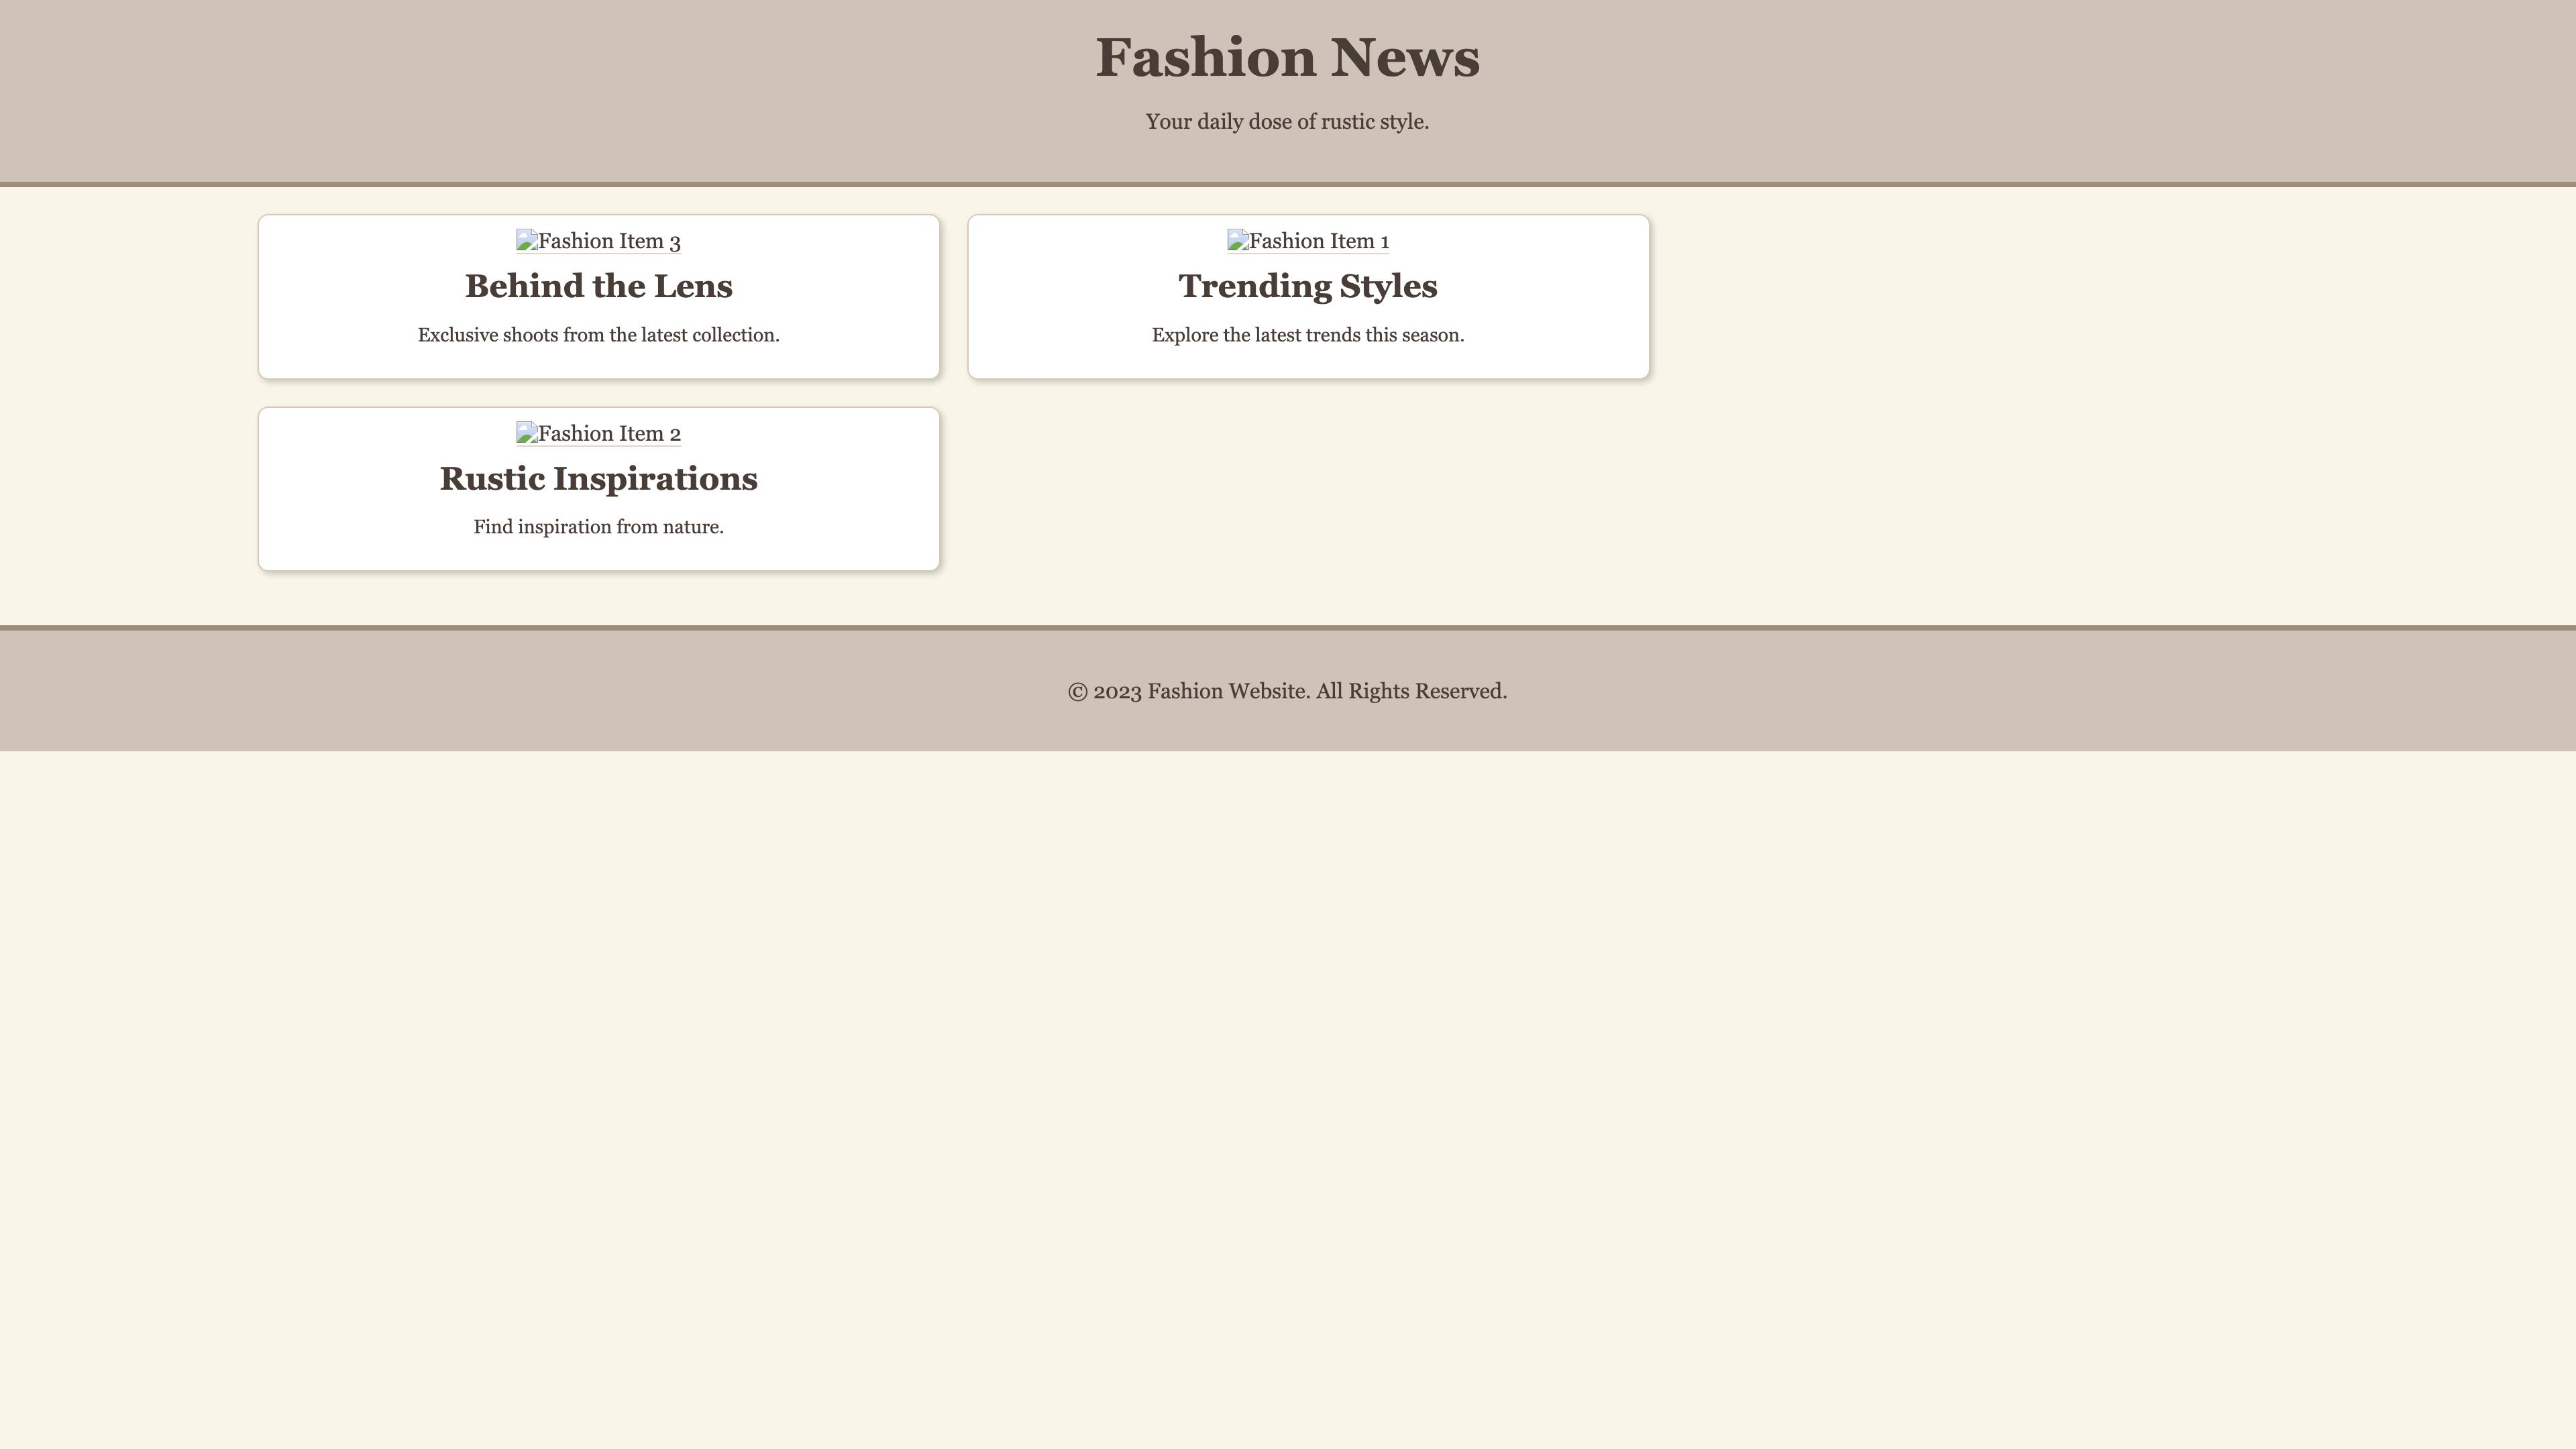 Fashion News
Your daily dose of rustic style.
Fashion Item 3
Behind the Lens
Exclusive shoots from the latest collection.
Fashion Item 1
Trending Styles
Explore the latest trends this season.
Fashion Item 2
Rustic Inspirations
Find inspiration from nature.
© 2023 Fashion Website. All Rights Reserved.